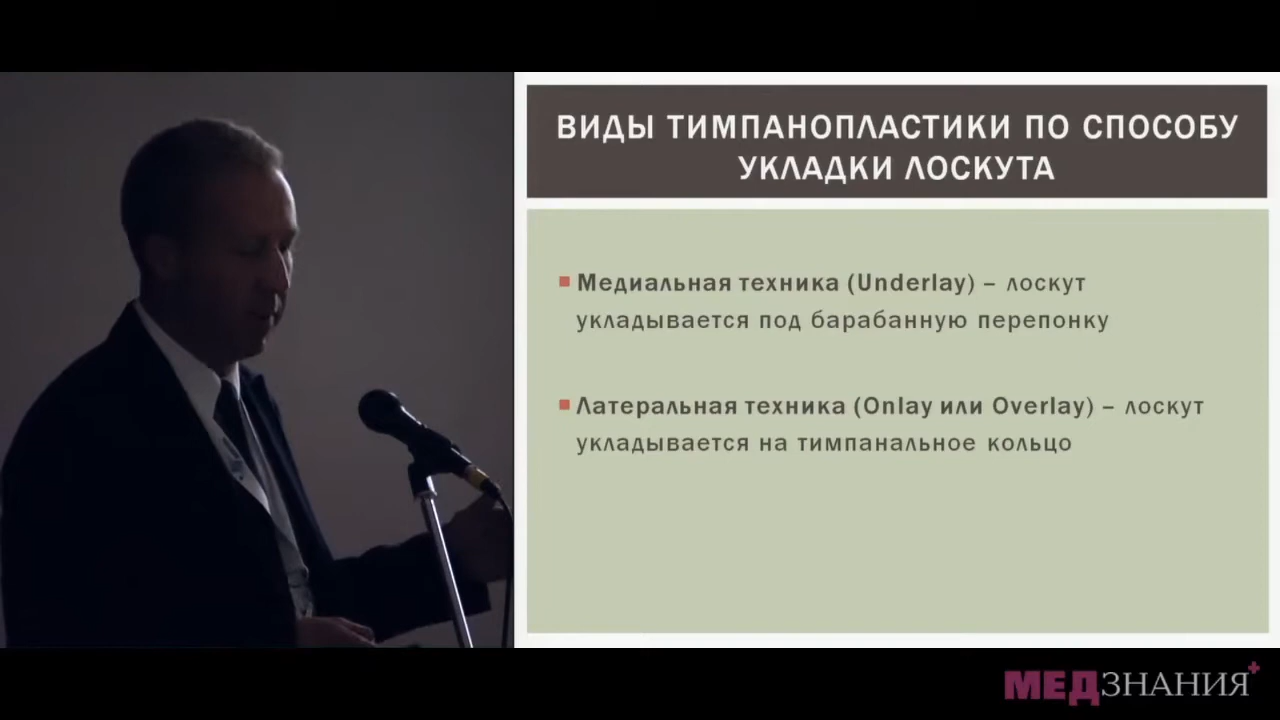 ВИДЫ ТИМПАНОПЛАСТИКИ ПО СПОСОБУ
УКЛАДКИ ЛОСКУТА
Медиальная техника (Underlay) – лоскут
укладывается под барабанную перепонку
Латеральная техника (Onlay или Overlay) – лоскут
укладывается на тимпанальное кольцо
МЕДЗНАНИЯ+